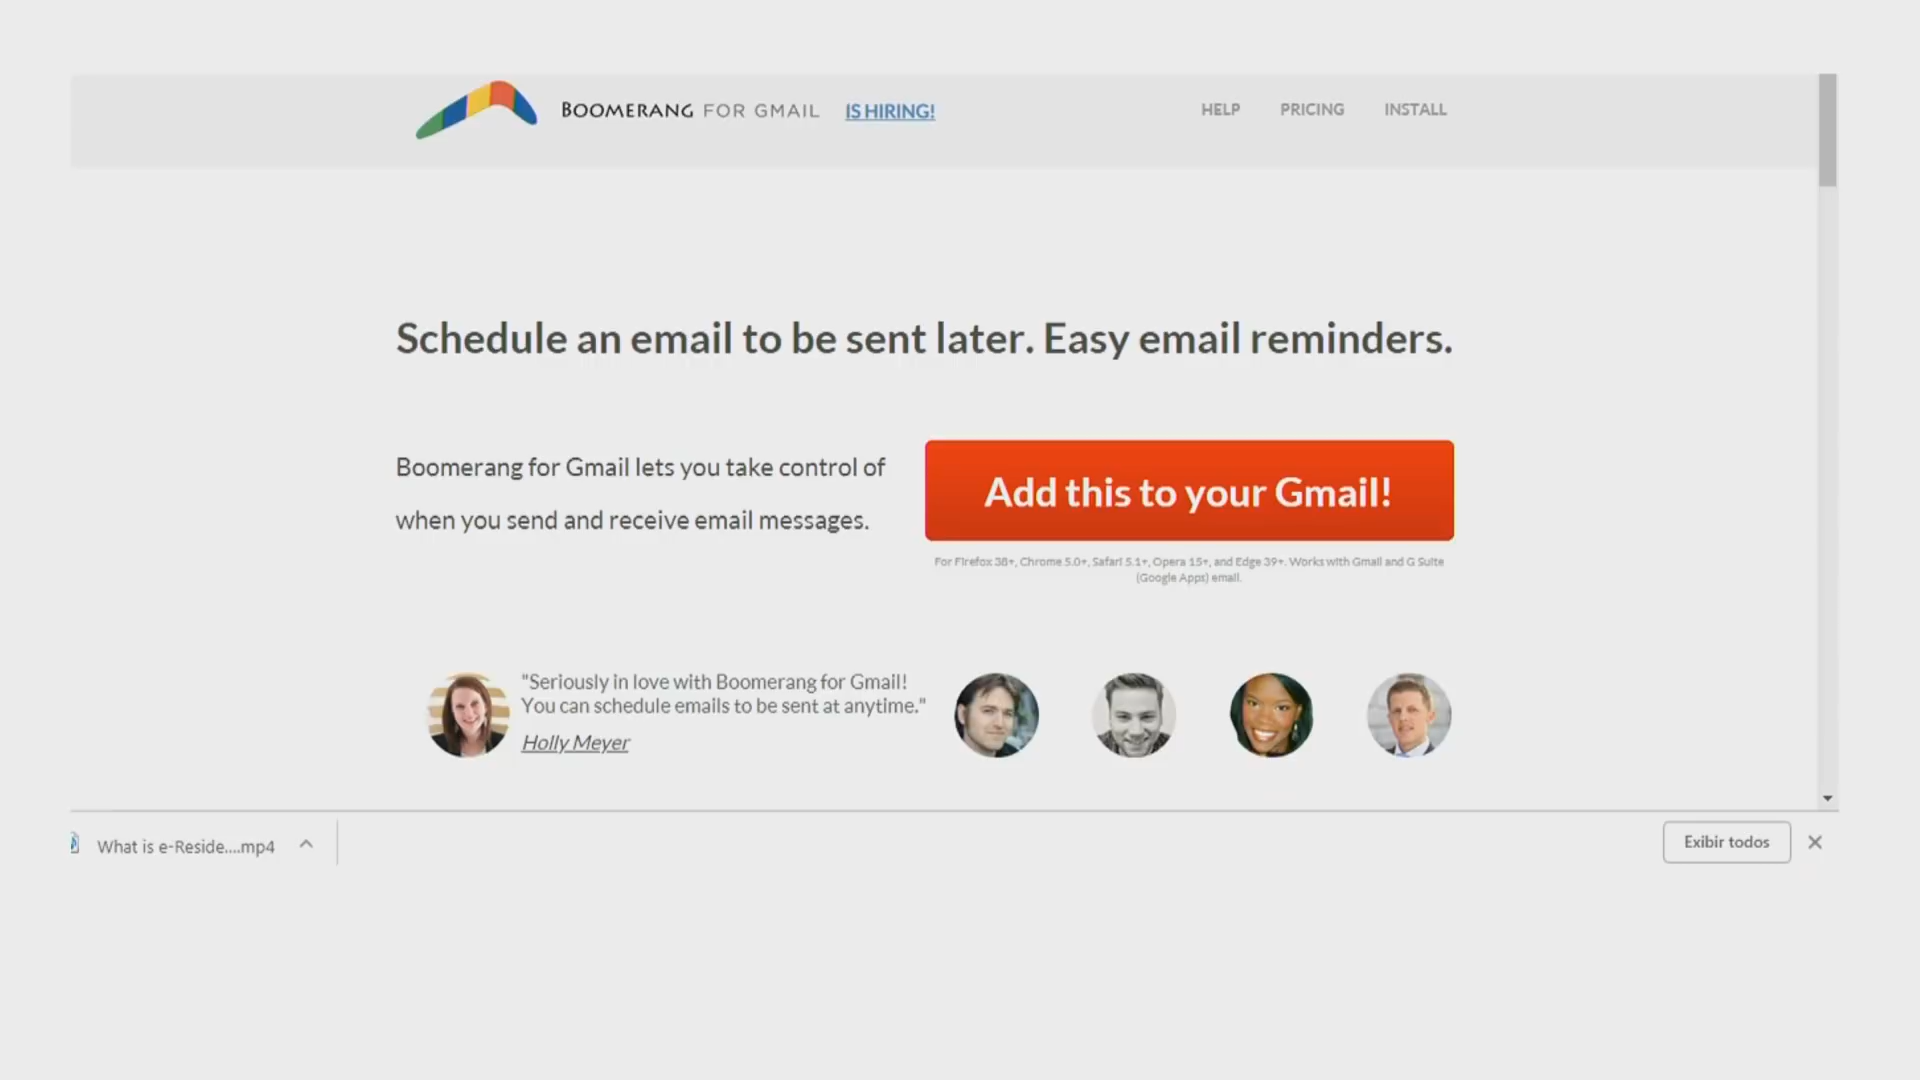 BOOMERANG FOR GMAIL IS HIRING!
HELP PRICING INSTALL
Schedule an email to be sent later. Easy email reminders.
Boomerang for Gmail lets you take control of
when you send and receive email messages.
Add this to your Gmail!
For Firefox 38+, Chrome 5.0+, Safari 5.1+, Opera 15+, and Edge 39+. Works with Gmail and G Suite
(Google Apps) email.
"Seriously in love with Boomerang for Gmail!
You can schedule emails to be sent at anytime."
Holly Meyer
What is e-Reside....mp4
Exibir todos